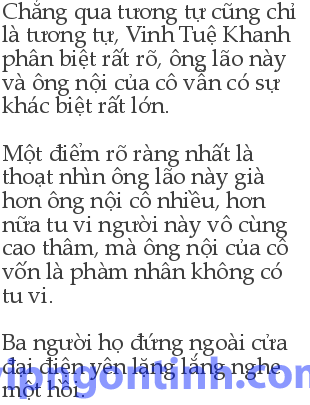 Chẳng qua tương tự cũng chỉ
là tương tự, Vinh Tuệ Khanh
phân biệt rất rõ, ông lão này
và ông nội của cô vẫn có sự
khác biệt rất lớn.

Một điểm rõ ràng nhất là
thoạt nhìn ông lão này già
hơn ông nội cô nhiều, hơn
nữa tu vi người này vô cùng
cao thâm, mà ông nội của cô
vốn là phàm nhân không có
tu vi.

Ba người họ đứng ngoài cửa
đại điện yên lặng lắng nghe
một hồi.
vipngontinh.com